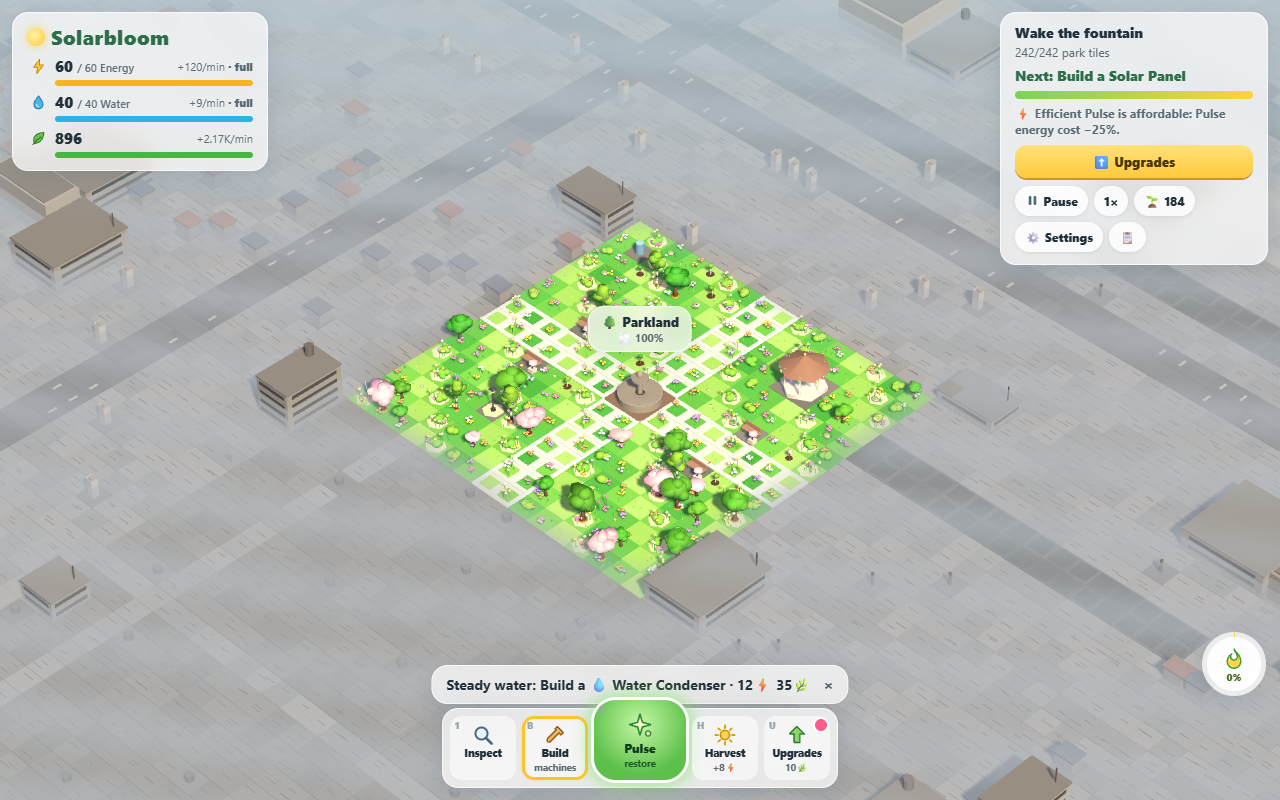 Solarbloom
60 / 60 Energy +120/min • full
40 / 40 Water +9/min • full
896 +2.17K/min
Wake the fountain
242/242 park tiles
Next: Build a Solar Panel
Efficient Pulse is affordable: Pulse
energy cost −25%.
Upgrades
Pause
1×
184
Settings
Parkland
100%
0%
Steady water: Build a Water Condenser · 12 35 ×
1
Inspect
B
Build
machines
Pulse
restore
H
Harvest
+8
U
Upgrades
10